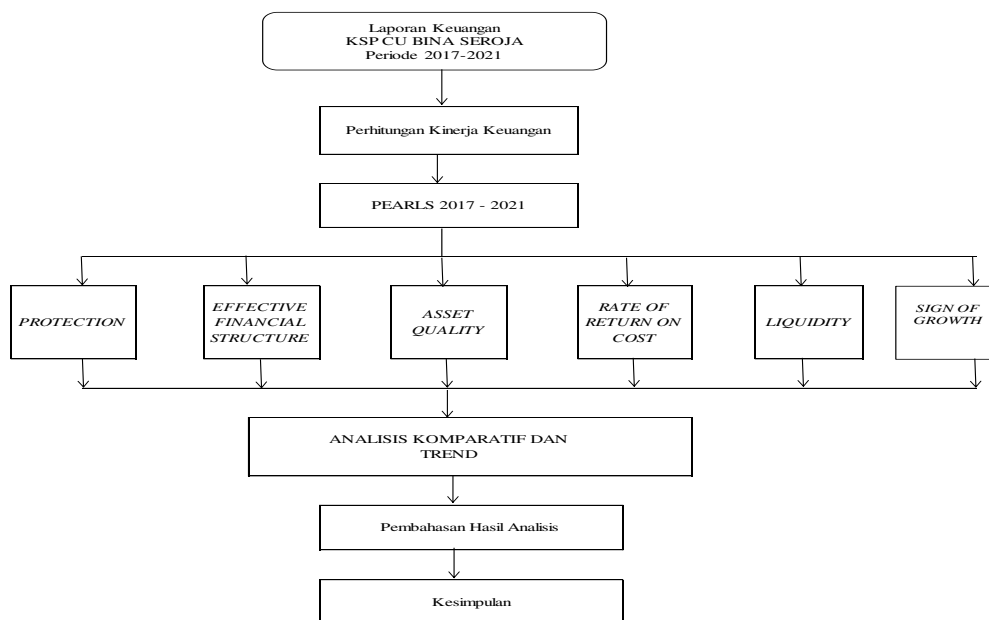 Laporan Keuangan
KSP CU BINA SEROJA
Periode 2017-2021
Perhitungan Kinerja Keuangan
PEARLS 2017 - 2021
PROTECTION
EFFECTIVE
FINANCIAL
STRUCTURE
ASSET
QUALITY
RATE OF
RETURN ON
COST
LIQUIDITY
SIGN OF
GROWTH
ANALISIS KOMPARATIF DAN
TREND
Pembahasan Hasil Analisis
Kesimpulan